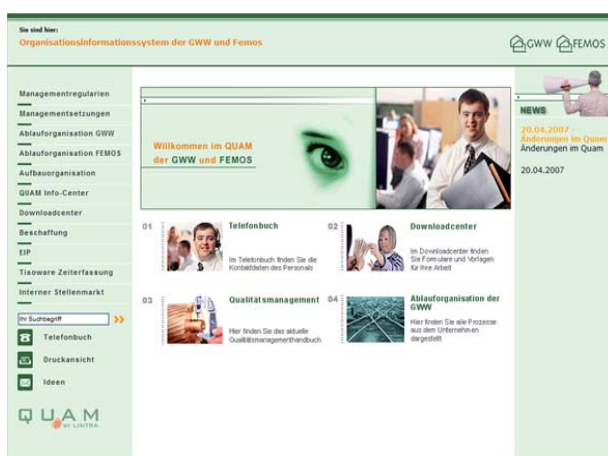 Sie sind hier:
Organisationsinformationssystem der GWW und Femos
GWW FEMOS
Managementregularien
Managementsetzungen
Ablauforganisation GWW
Ablauforganisation FEMOS
Aufbauorganisation
QUAM Info-Center
Downloadcenter
Beschaffung
EIP
Tisoware Zeiterfassung
Interner Stellenmarkt
Ihr Suchbegriff
Telefonbuch
Druckansicht
Ideen
QUAM
BY LINTRA
Willkommen im QUAM
der GWW und FEMOS
01
Telefonbuch
Im Telefonbuch finden Sie die
Kontaktdaten des Personals
02
Downloadcenter
Im Downloadcenter finden
Sie Formulare und Vorlagen
für Ihre Arbeit
03
Qualitätsmanagement
Hier finden Sie das aktuelle
Qualitätsmanagementhandbuch
04
Ablauforganisation der
GWW
Hier finden Sie alle Prozesse
aus dem Unternehmen
dargestellt
NEWS
20.04.2007 -
Änderungen im Quam
Änderungen im Quam
20.04.2007